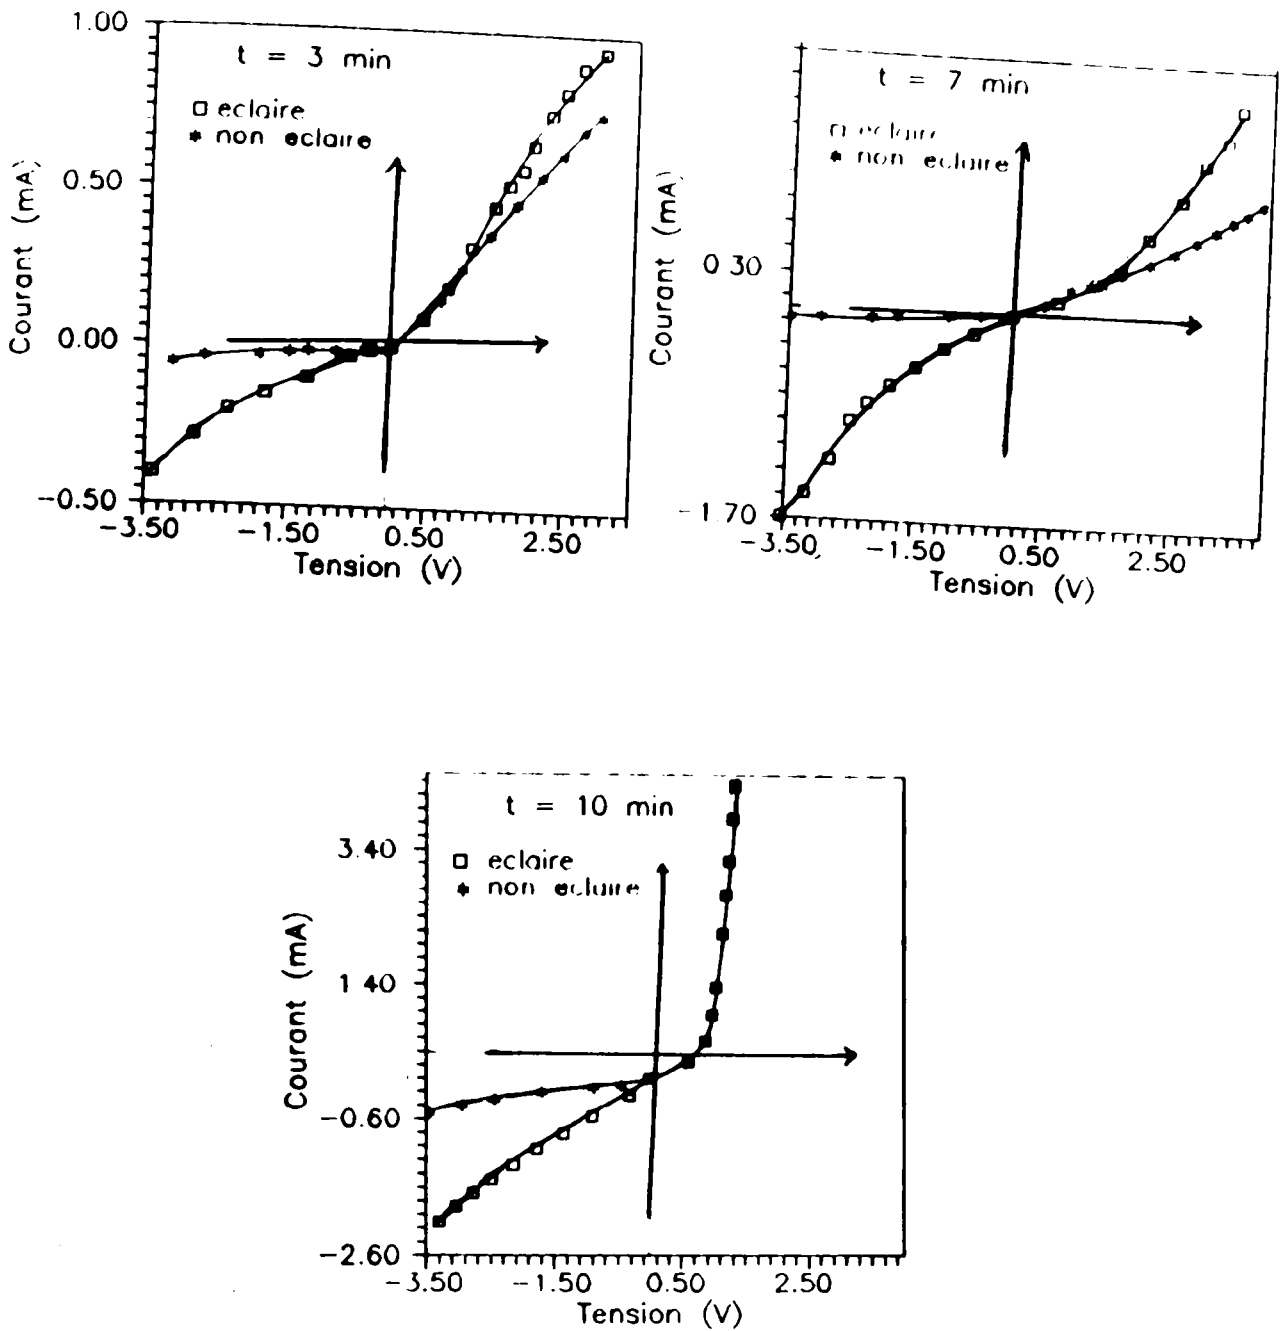 1.00
t = 3 min
eclaire
non eclaire
0.50
Courant (mA)
0.00
-0.50
-3.50
-1.50
0.50
2.50
Tension (V)
t = 7 min
eclaire
non eclaire
Courant (mA)
0 30
-1 70
-3.50
-1.50
0.50
2.50
Tension (V)
t = 10 min
3.40
eclaire
non eclaire
Courant (mA)
1 40
-0.60
-2.60
-3.50
-1.50
0.50
2.50
Tension (V)